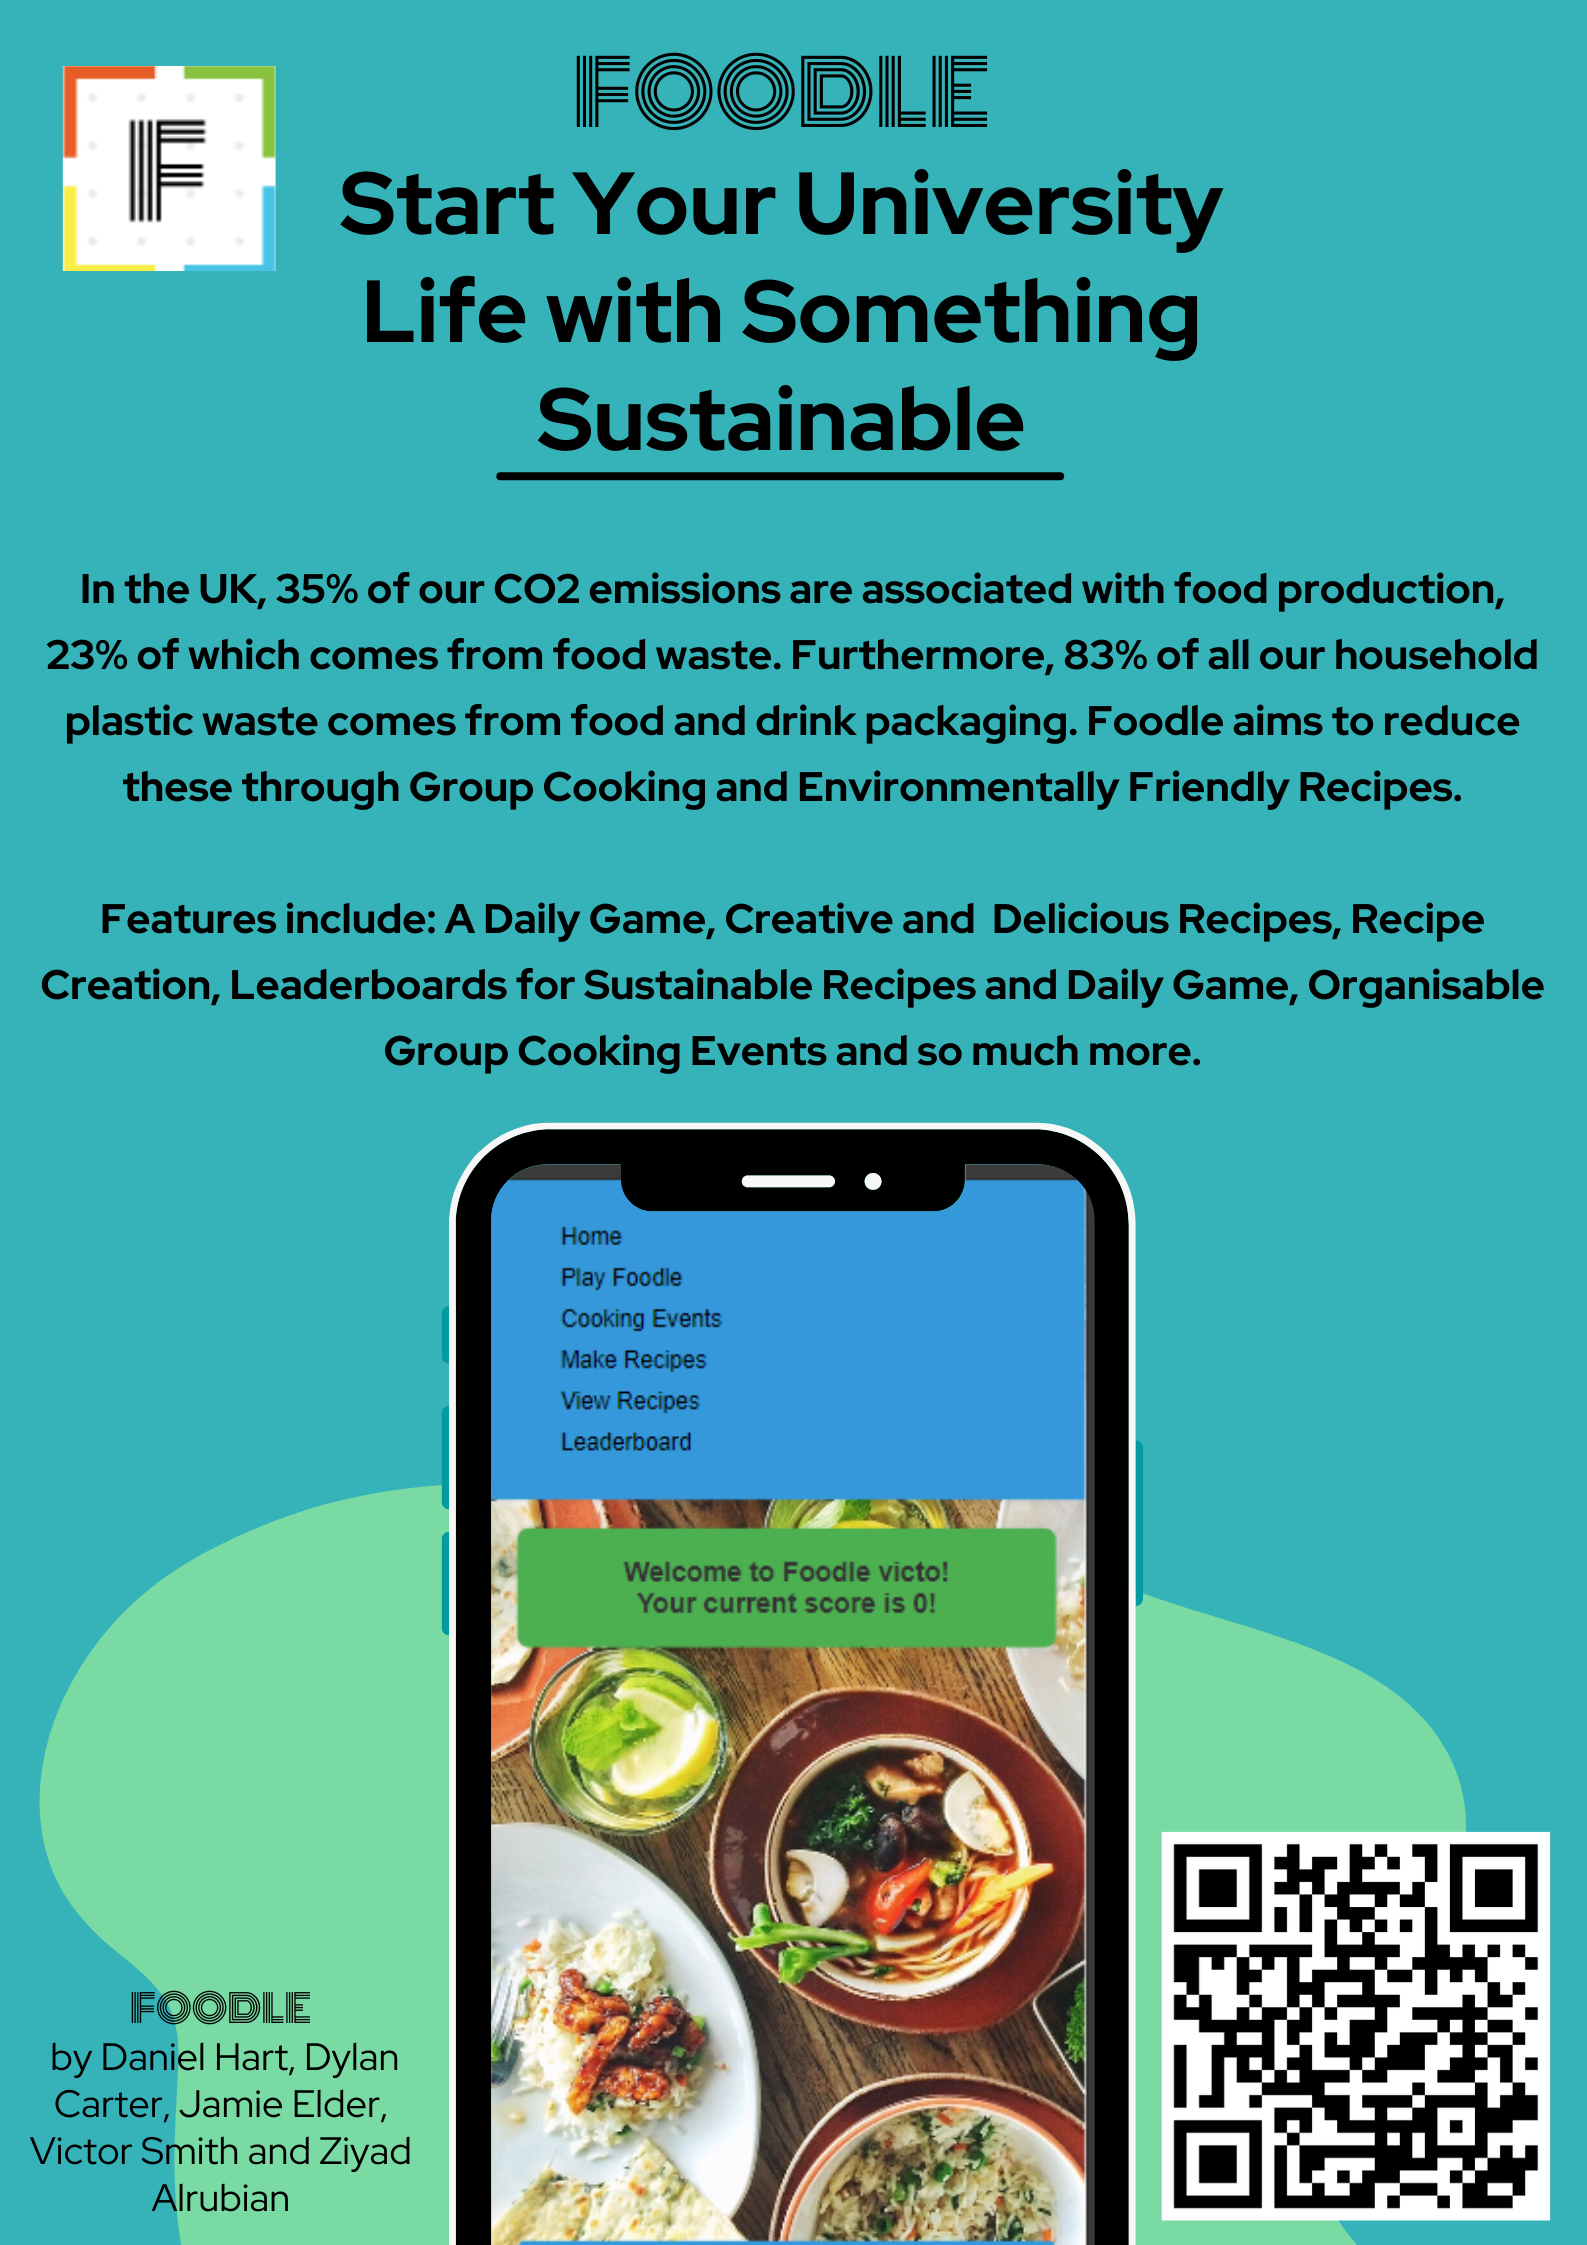 F
FOODLE
Start Your University
Life with Something
Sustainable
In the UK, 35% of our CO2 emissions are associated with food production,
23% of which comes from food waste. Furthermore, 83% of all our household
plastic waste comes from food and drink packaging. Foodle aims to reduce
these through Group Cooking and Environmentally Friendly Recipes.
Features include: A Daily Game, Creative and  Delicious Recipes, Recipe
Creation, Leaderboards for Sustainable Recipes and Daily Game, Organisable
Group Cooking Events and so much more.
Home
Play Foodle
Cooking Events
Make Recipes
View Recipes
Leaderboard
Welcome to Foodle victo!
Your current score is 0!
FOODLE
by Daniel Hart, Dylan
Carter, Jamie Elder,
Victor Smith and Ziyad
Alrubian